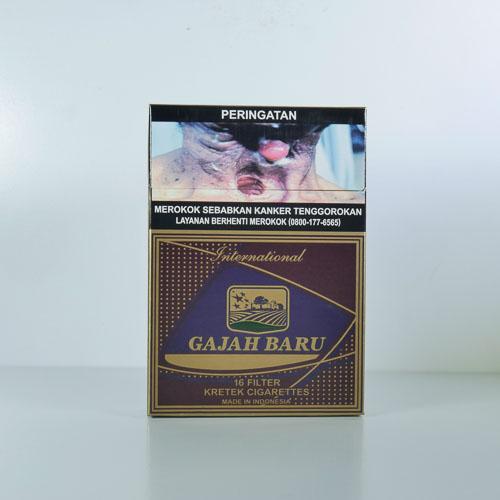 PERINGATAN
MEROKOK SEBABKAN KANKER TENGGOROKAN
LAYANAN BERHENTI MEROKOK (0800-177-6565)
International
GAJAH BARU
16 FILTER
KRETEK CIGARETTES
MADE IN INDONESIA